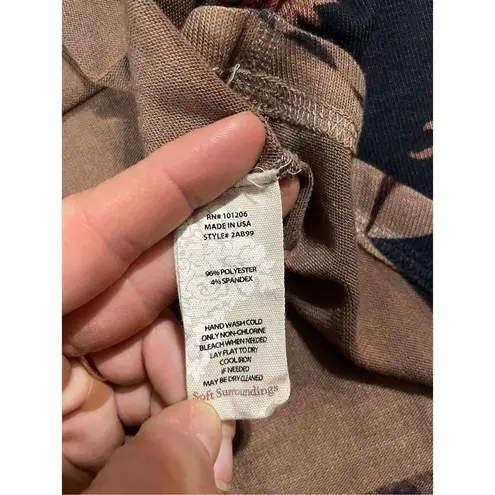 RN# 101206
MADE IN USA
STYLE# 2AB99
96% POLYESTER
4% SPANDEX
HAND WASH COLD
ONLY NON-CHLORINE
BLEACH WHEN NEEDED
LAY FLAT TO DRY
COOL IRON
IF NEEDED
MAY BE DRY CLEANED
Soft Surroundings